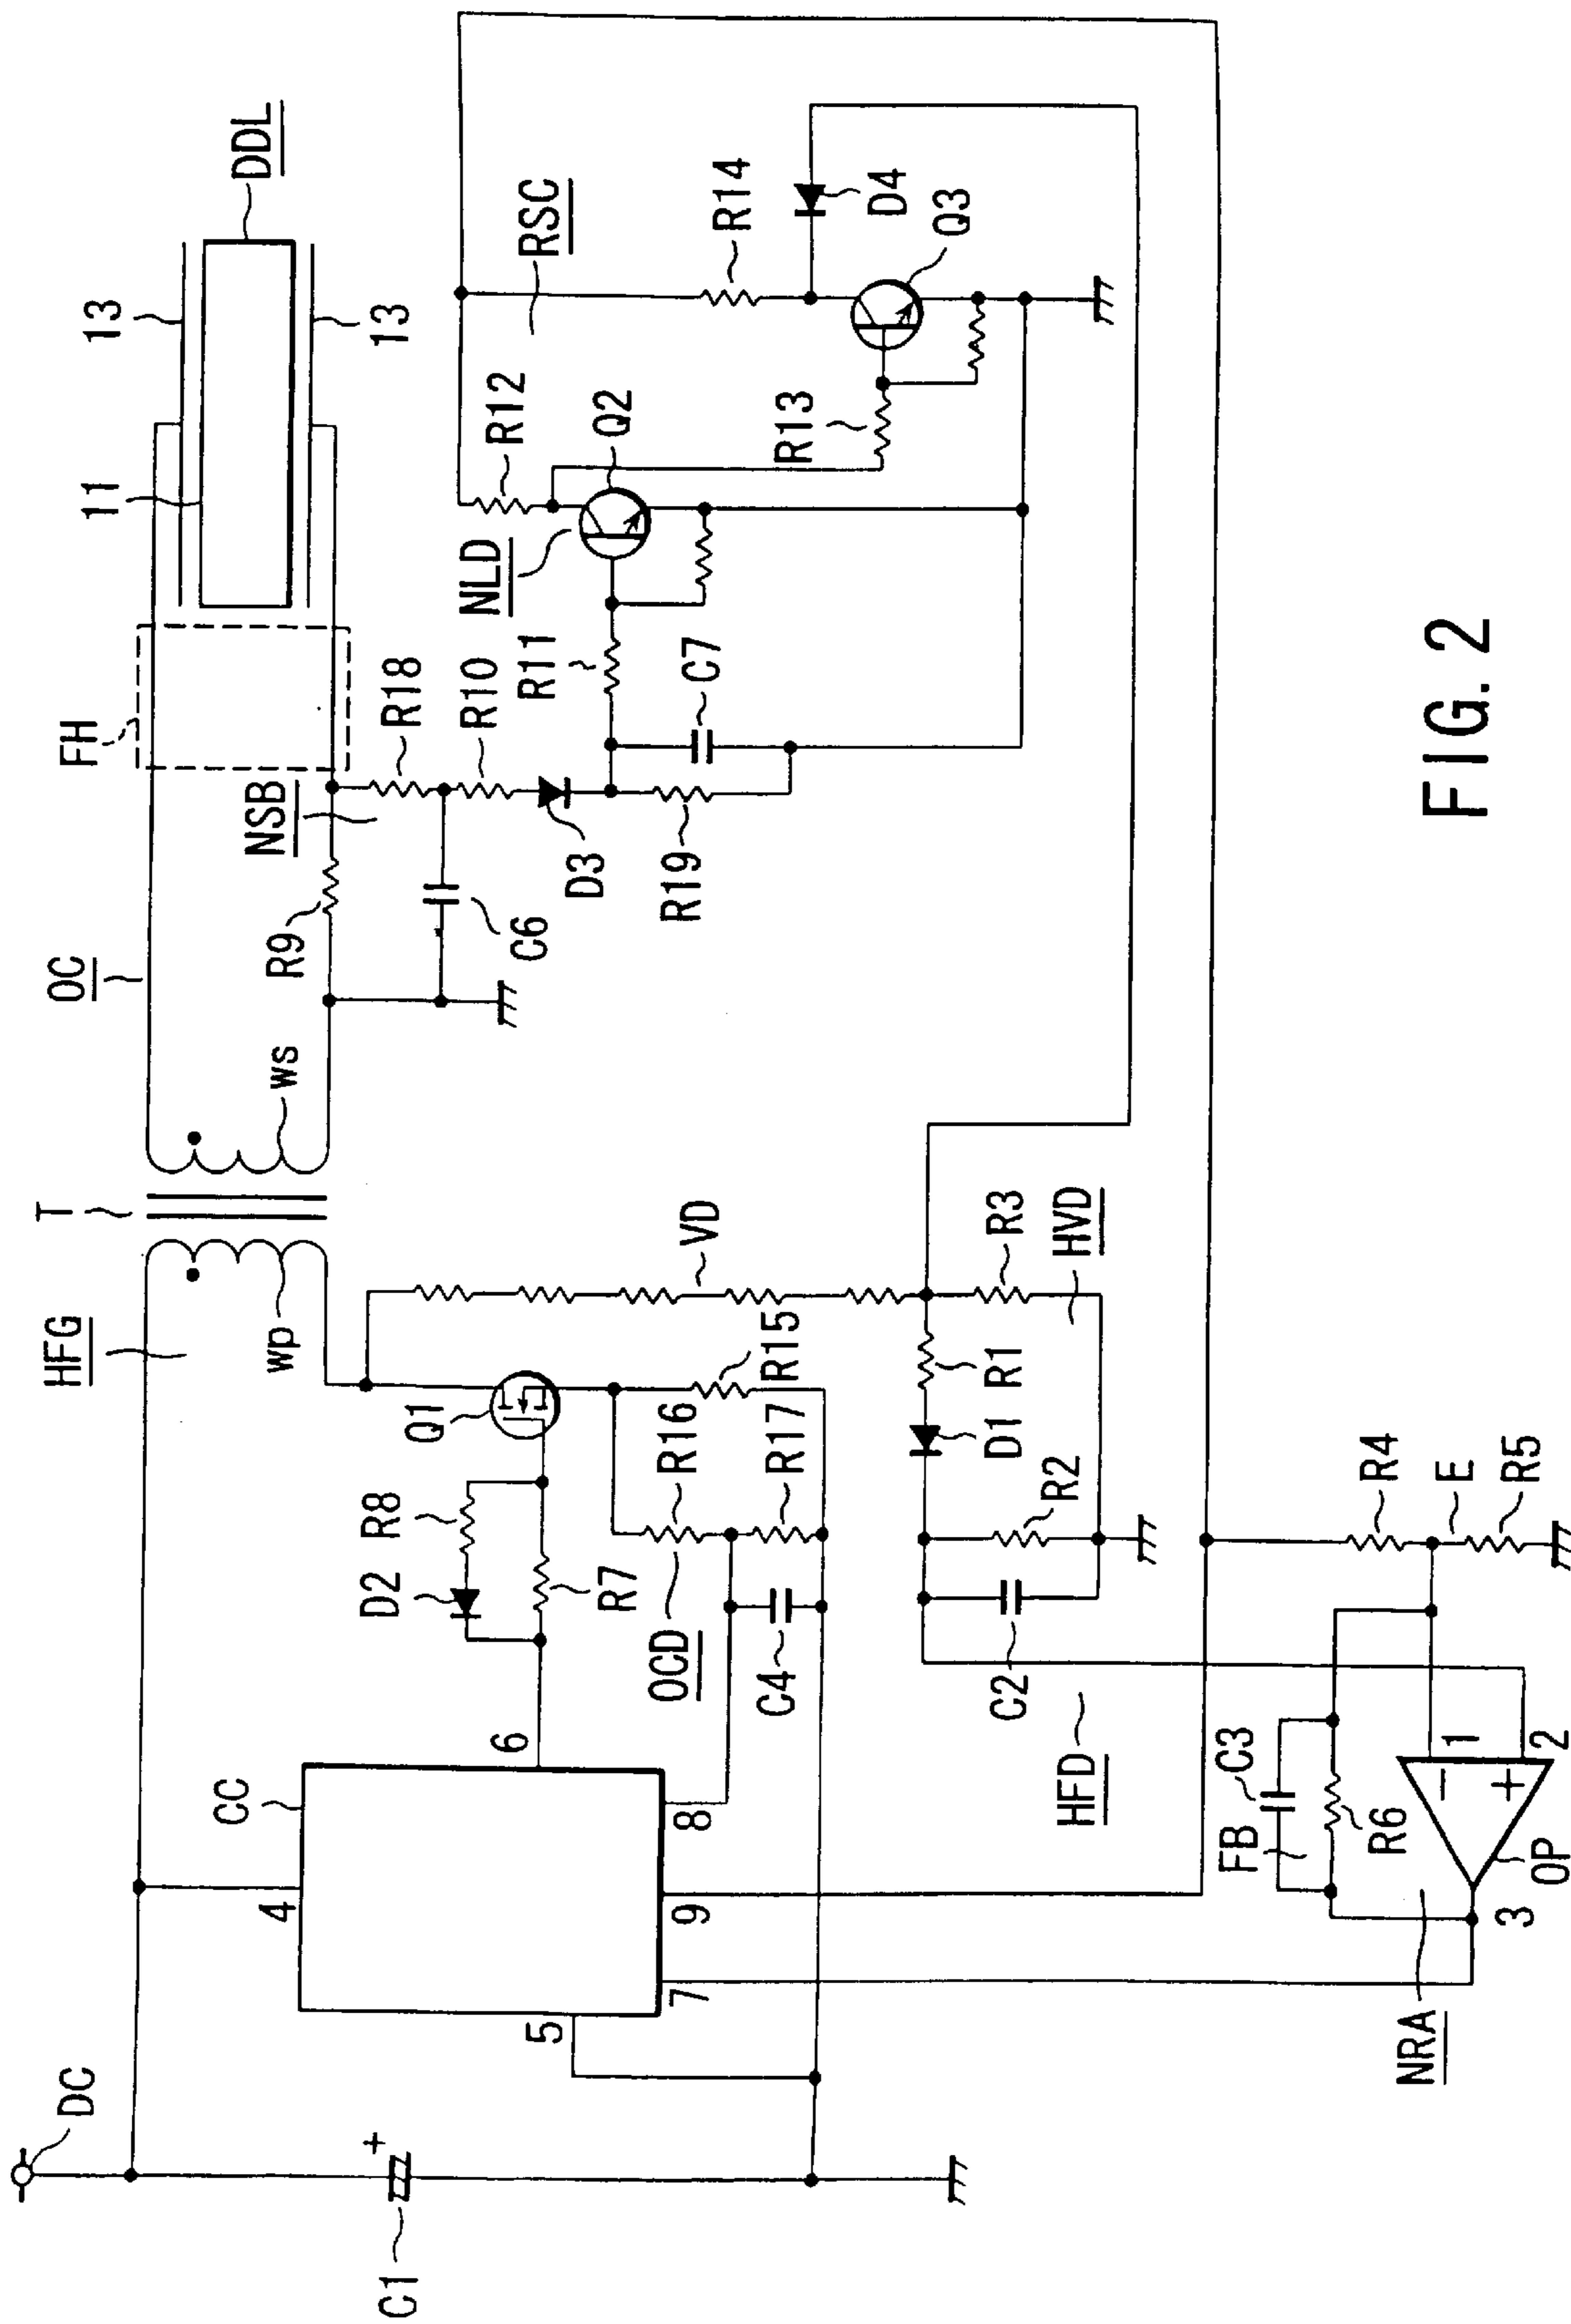 FIG. 2
DC
C1
+
HFG
T
OC
FH
11
13
13
DDL
wp
ws
R9
NSB
R18
R10
C6
D3
R19
R11
C7
NLD
Q2
R12
RSC
R14
R13
D4
Q3
CC
4
5
6
7
8
9
D2
R8
R7
Q1
VD
OCD
R16
R15
R17
C4
D1
R1
R3
HVD
R2
C2
HFD
R4
E
R5
C3
FB
R6
1
2
3
OP
NRA